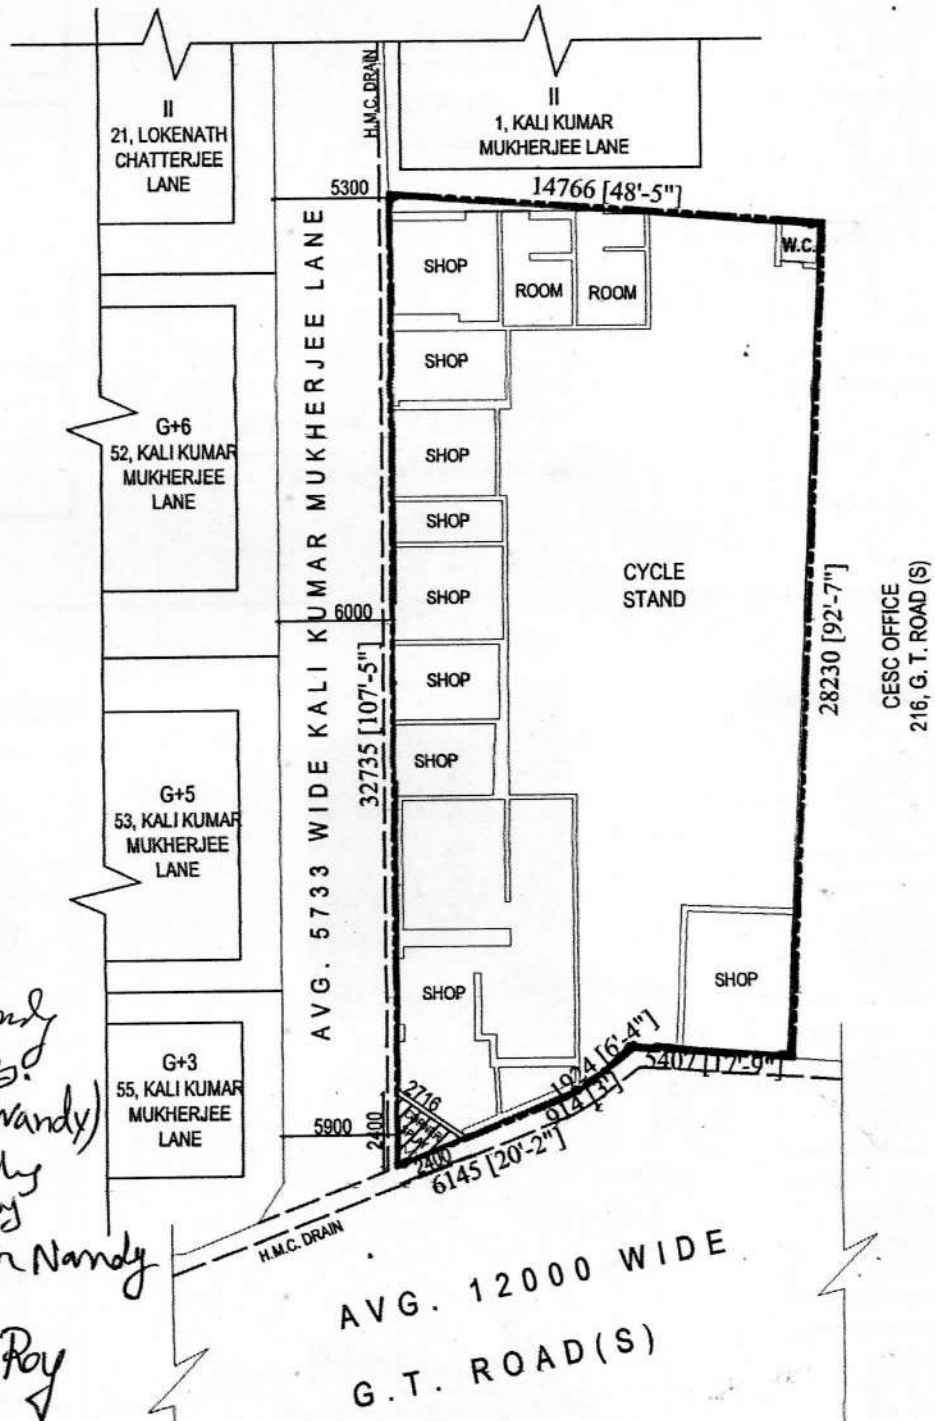 II
21, LOKENATH
CHATTERJEE
LANE
H.M.C. DRAIN
II
1, KALI KUMAR
MUKHERJEE LANE
5300
14766 [48'-5"]
W.C.
SHOP
ROOM
ROOM
SHOP
G+6
52, KALI KUMAR
MUKHERJEE
LANE
SHOP
SHOP
CYCLE
STAND
SHOP
6000
AVG. 5733 WIDE KALI KUMAR MUKHERJEE LANE
32735 [107'-5"]
28230 [92'-7"]
CESC OFFICE
216, G. T. ROAD (S)
SHOP
SHOP
G+5
53, KALI KUMAR
MUKHERJEE
LANE
SHOP
SHOP
G+3
55, KALI KUMAR
MUKHERJEE
LANE
1924 [6'-4"]
5407 [17'-9"]
914 [3']
2716
5900
2400
2400
6145 [20'-2"]
H.M.C. DRAIN
Nandy)
Nandy
Roy
AVG. 12000 WIDE
G.T. ROAD(S)